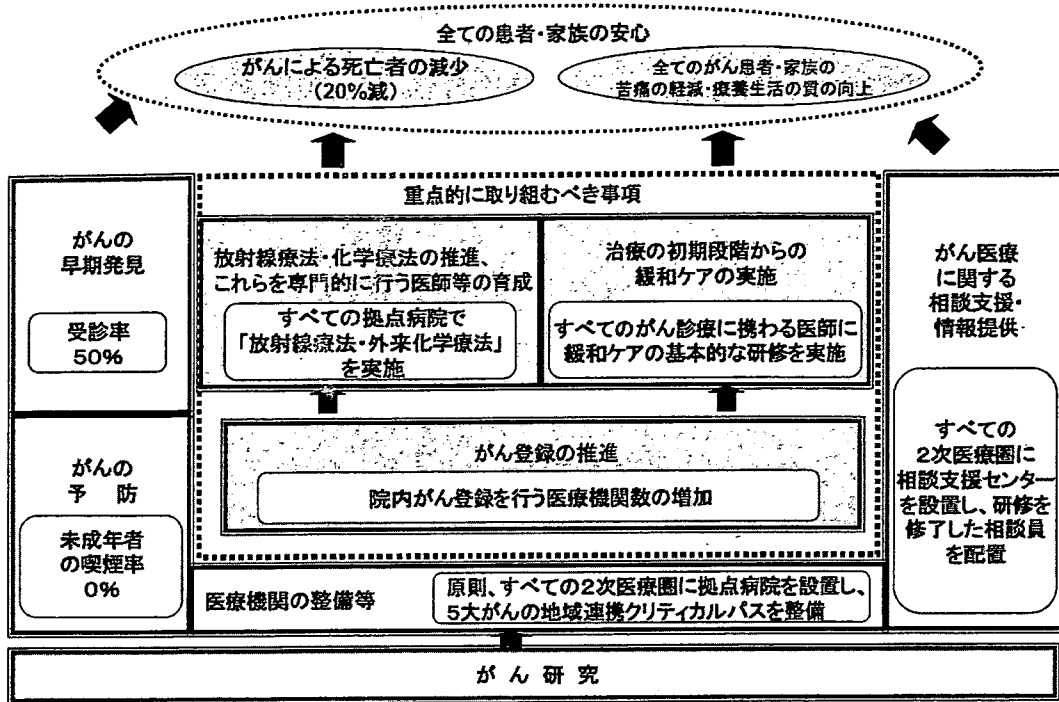 全ての患者・家族の安心
がんによる死亡者の減少
(20%減)
全てのがん患者・家族の
苦痛の軽減・療養生活の質の向上
重点的に取り組むべき事項
がんの
早期発見
受診率
50%
放射線療法・化学療法の推進、
これらを専門的に行う医師等の育成
すべての拠点病院で
「放射線療法・外来化学療法」
を実施
治療の初期段階からの
緩和ケアの実施
すべてのがん診療に携わる医師に
緩和ケアの基本的な研修を実施
がん医療
に関する
相談支援・
情報提供
すべての
2次医療圏に
相談支援センター
を設置し、研修を
修了した相談員
を配置
がん登録の推進
院内がん登録を行う医療機関数の増加
がんの
予 防
未成年者
の喫煙率
0%
医療機関の整備等
原則、すべての2次医療圏に拠点病院を設置し、
5大がんの地域連携クリティカルパスを整備
が ん 研 究